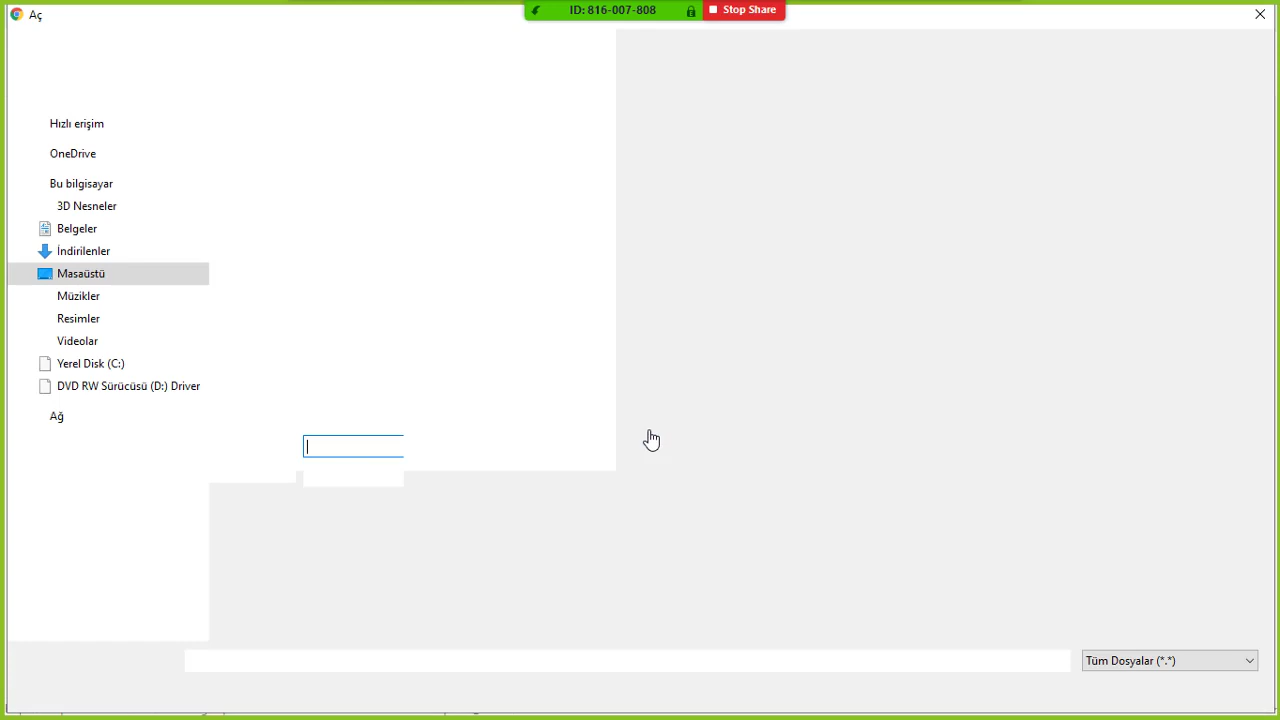 Aç
ID: 816-007-808
Stop Share
Hızlı erişim
OneDrive
Bu bilgisayar
3D Nesneler
Belgeler
İndirilenler
Masaüstü
Müzikler
Resimler
Videolar
Yerel Disk (C:)
DVD RW Sürücüsü (D:) Driver
Ağ
Tüm Dosyalar (*.*)